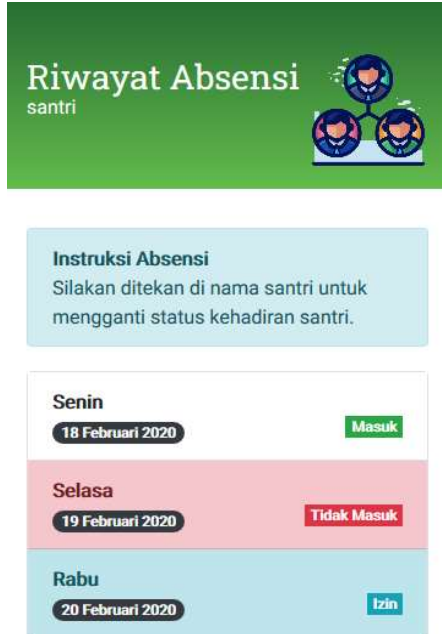 Riwayat Absensi
santri
Instruksi Absensi
Silakan ditekan di nama santri untuk
mengganti status kehadiran santri.
Senin
18 Februari 2020
Masuk
Selasa
19 Februari 2020
Tidak Masuk
Rabu
20 Februari 2020
Izin